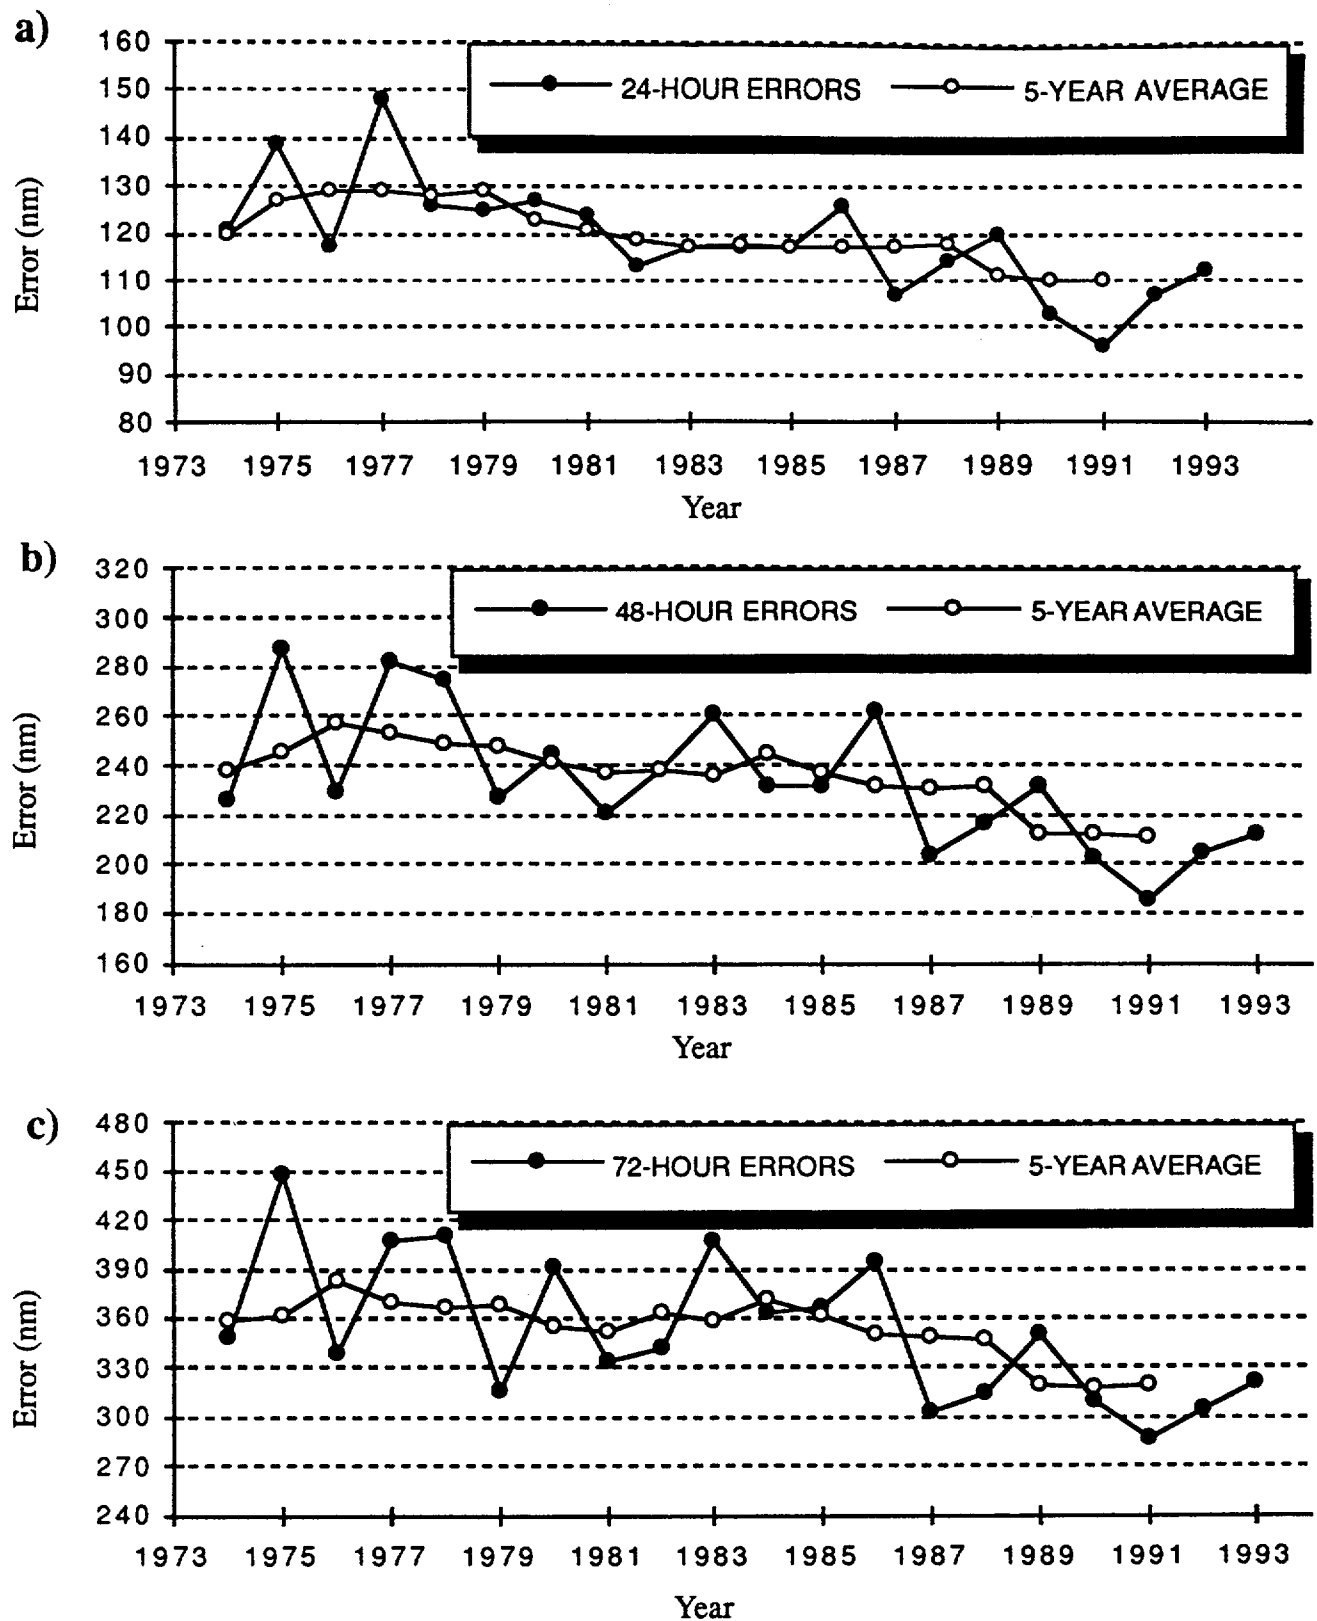 a)
160
24-HOUR ERRORS 5-YEAR AVERAGE
150
140
130
120
110
100
90
80
Error (nm)
1973 1975 1977 1979 1981 1983 1985 1987 1989 1991 1993
Year
b)
320
48-HOUR ERRORS 5-YEAR AVERAGE
300
280
260
240
220
200
180
160
Error (nm)
1973 1975 1977 1979 1981 1983 1985 1987 1989 1991 1993
Year
c)
480
72-HOUR ERRORS 5-YEAR AVERAGE
450
420
390
360
330
300
270
240
Error (nm)
1973 1975 1977 1979 1981 1983 1985 1987 1989 1991 1993
Year